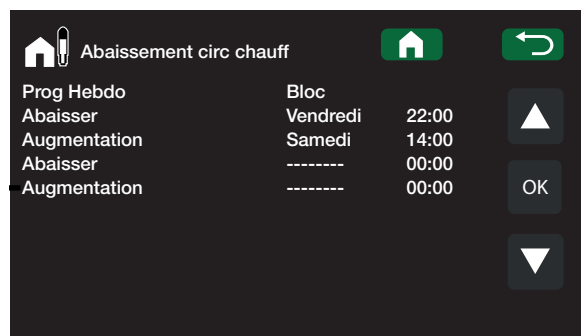 Abaissement circ chauff
Prog Hebdo Bloc
Abaisser Vendredi 22:00
Augmentation Samedi 14:00
Abaisser -------- 00:00
Augmentation -------- 00:00
OK